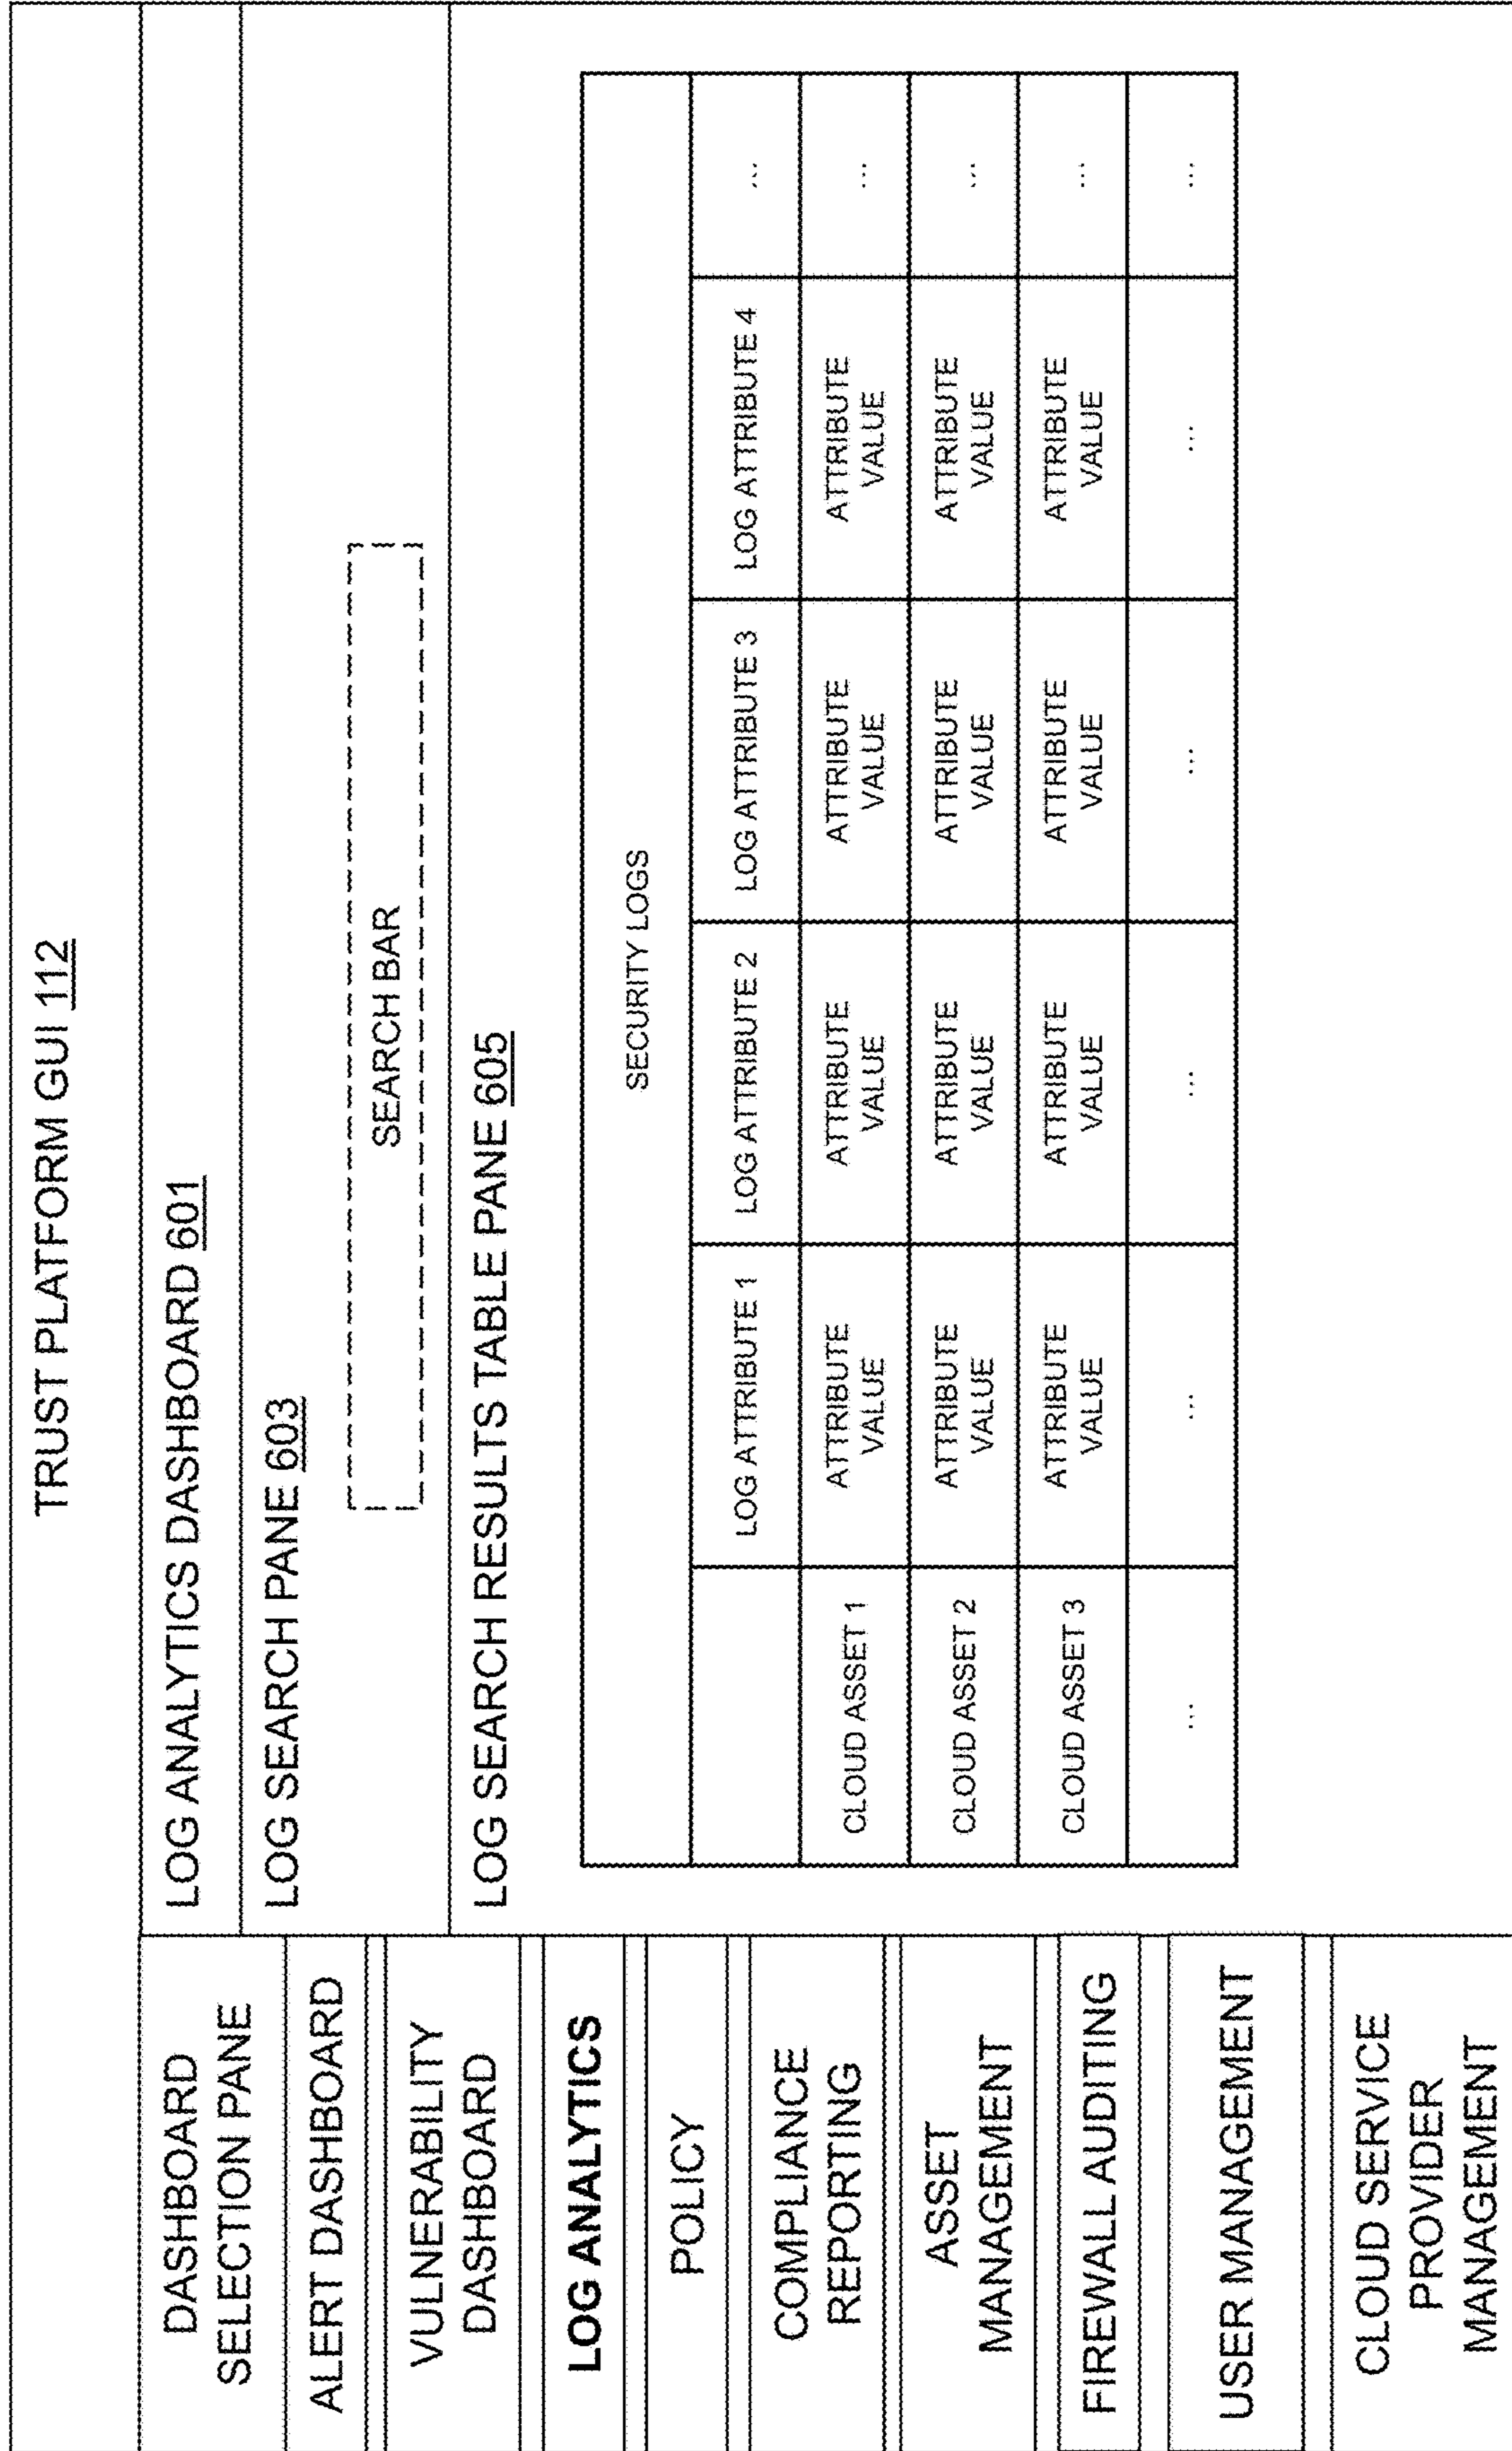 TRUST PLATFORM GUI 112
DASHBOARD
SELECTION PANE
ALERT DASHBOARD
VULNERABILITY
DASHBOARD
LOG ANALYTICS
POLICY
COMPLIANCE
REPORTING
ASSET
MANAGEMENT
FIREWALL AUDITING
USER MANAGEMENT
CLOUD SERVICE
PROVIDER
MANAGEMENT
LOG ANALYTICS DASHBOARD 601
LOG SEARCH PANE 603
SEARCH BAR
LOG SEARCH RESULTS TABLE PANE 605
SECURITY LOGS
LOG ATTRIBUTE 1 LOG ATTRIBUTE 2 LOG ATTRIBUTE 3 LOG ATTRIBUTE 4 ...
CLOUD ASSET 1 ATTRIBUTE VALUE ATTRIBUTE VALUE ATTRIBUTE VALUE ATTRIBUTE VALUE ...
CLOUD ASSET 2 ATTRIBUTE VALUE ATTRIBUTE VALUE ATTRIBUTE VALUE ATTRIBUTE VALUE ...
CLOUD ASSET 3 ATTRIBUTE VALUE ATTRIBUTE VALUE ATTRIBUTE VALUE ATTRIBUTE VALUE ...
... ... ... ... ... ...